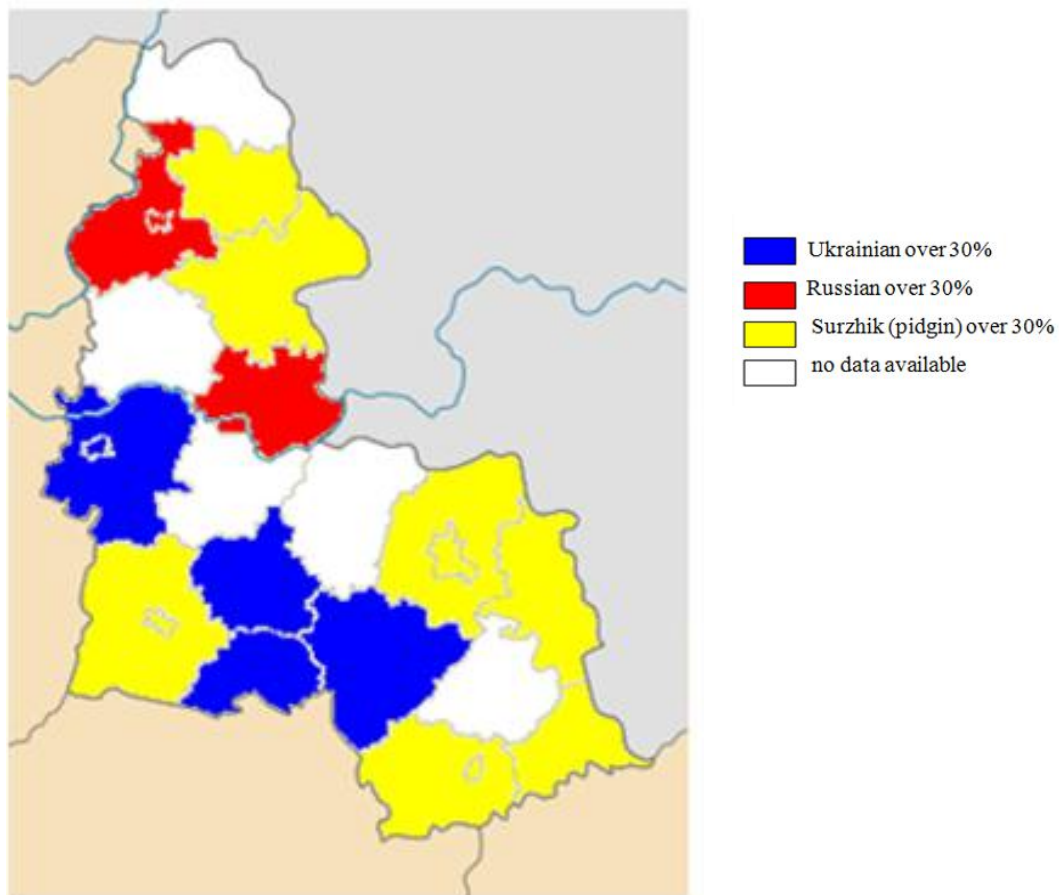 Ukrainian over 30%
Russian over 30%
Surzhik (pidgin) over 30%
no data available